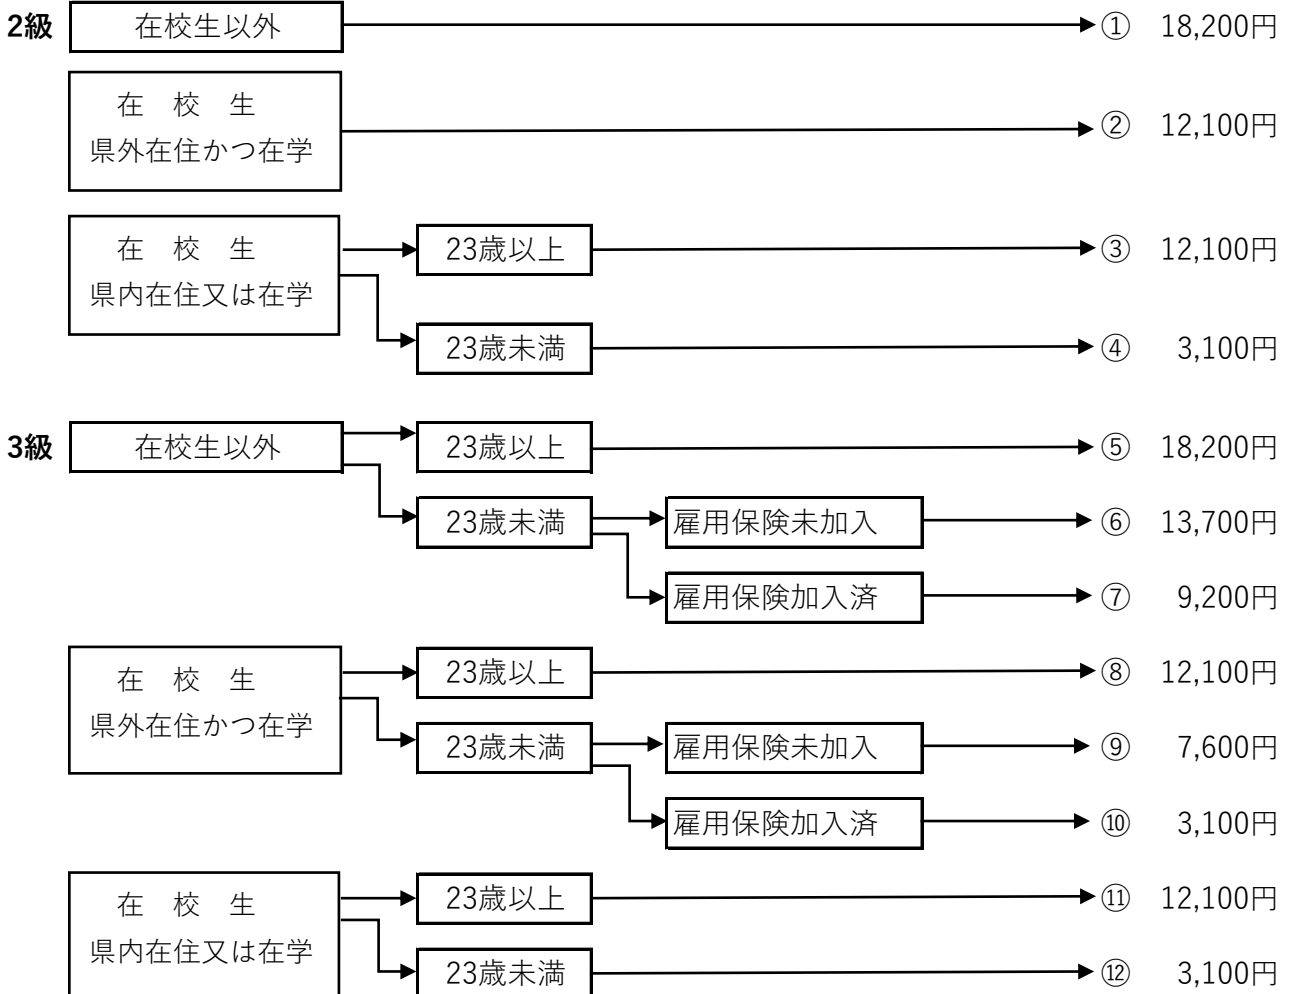 2級 在校生以外 ① 18,200円
在 校 生
県外在住かつ在学
② 12,100円
在 校 生
県内在住又は在学
23歳以上 ③ 12,100円
23歳未満 ④ 3,100円
3級 在校生以外 23歳以上 ⑤ 18,200円
23歳未満 雇用保険未加入 ⑥ 13,700円
雇用保険加入済 ⑦ 9,200円
在 校 生
県外在住かつ在学
23歳以上 ⑧ 12,100円
23歳未満 雇用保険未加入 ⑨ 7,600円
雇用保険加入済 ⑩ 3,100円
在 校 生
県内在住又は在学
23歳以上 ⑪ 12,100円
23歳未満 ⑫ 3,100円